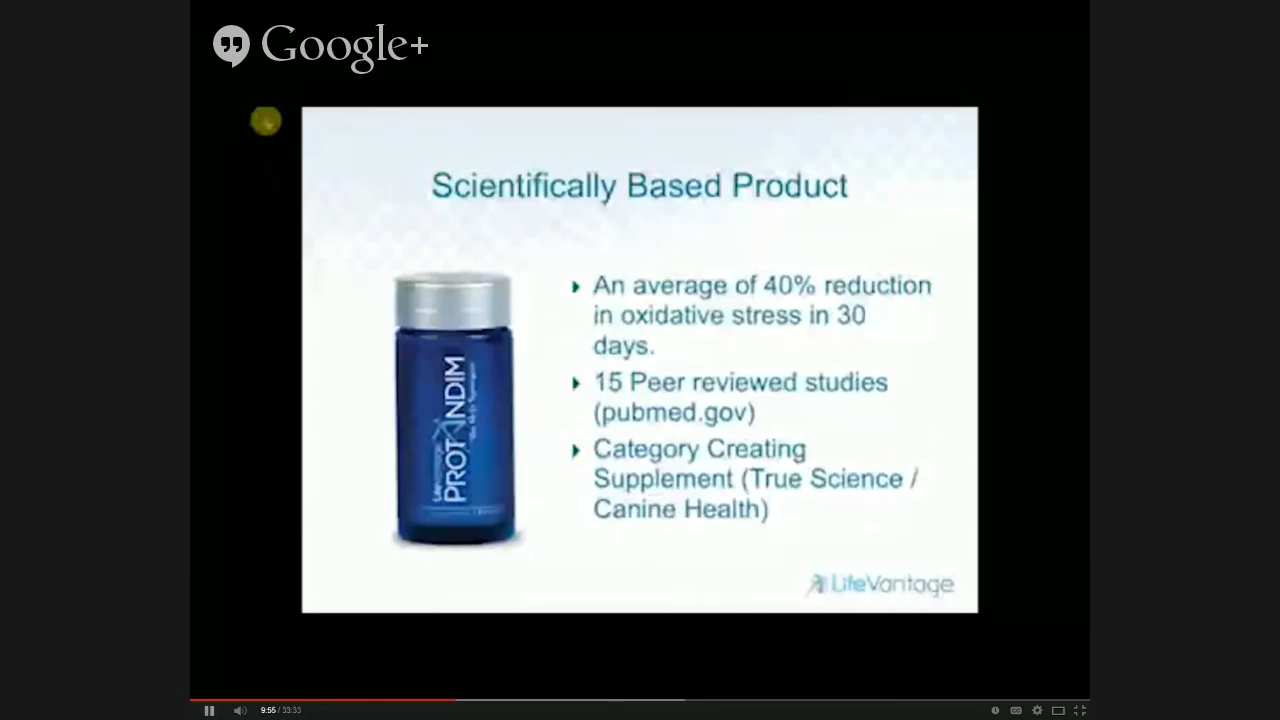 Google+
Scientifically Based Product
An average of 40% reduction
in oxidative stress in 30
days.
15 Peer reviewed studies
(pubmed.gov)
Category Creating
Supplement (True Science /
Canine Health)
LifeVantage
PROTANDIM
LifeVantage
9:55 / 33:33